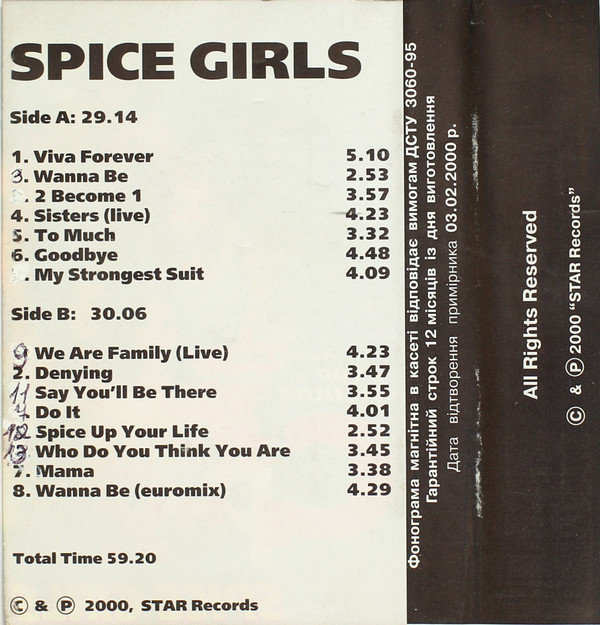 SPICE GIRLS
Side A: 29.14
1. Viva Forever 5.10
3. Wanna Be 2.53
. 2 Become 1 3.57
4. Sisters (live) 4.23
5. To Much 3.32
6. Goodbye 4.48
. My Strongest Suit 4.09
Side B: 30.06
9 We Are Family (Live) 4.23
2. Denying 3.47
11 Say You'll Be There 3.55
Do It 4.01
12 Spice Up Your Life 2.52
13 Who Do You Think You Are 3.45
7. Mama 3.38
8. Wanna Be (euromix) 4.29
Total Time 59.20
© & ℗ 2000, STAR Records
Фонограма магнітна в касеті відповідає вимогам ДСТУ 3060-95
Гарантійний строк 12 місяців із дня виготовлення
Дата відтворення примірника 03.02.2000 р.
All Rights Reserved
© & ℗ 2000 "STAR Records"